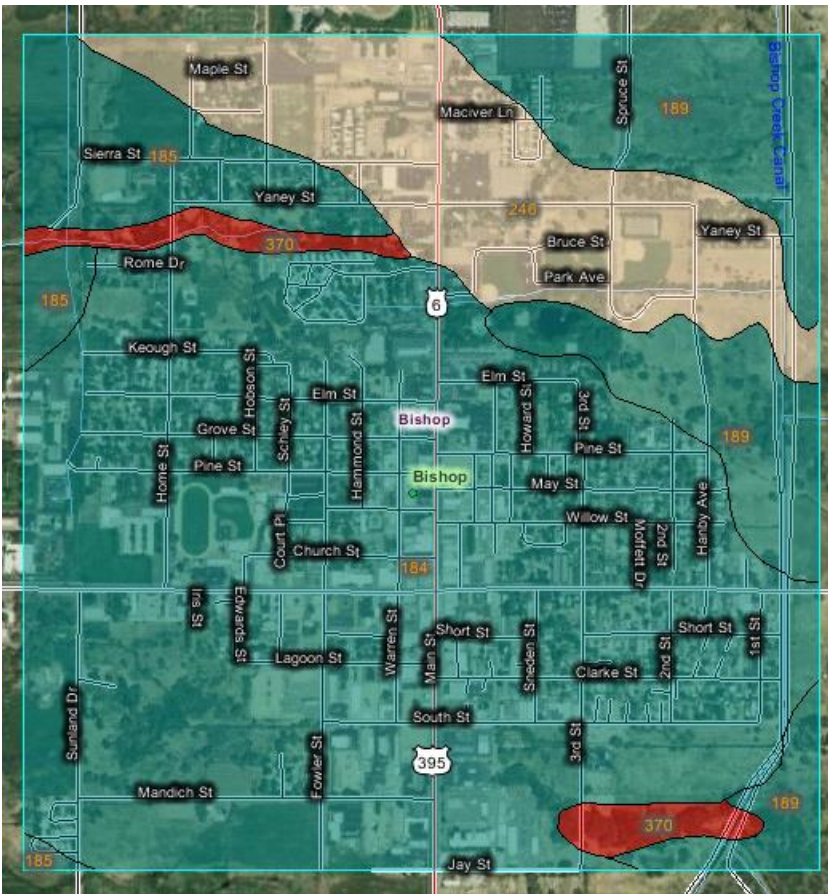 Maple St
Maciver Ln
Spruce St
189
Bishop Creek Canal
Sierra St
185
Yaney St
246
370
Bruce St
Yaney St
Rome Dr
Park Ave
185
6
Keough St
Hobson St
Elm St
Elm St
Schley St
Hammond St
Bishop
Howard St
3rd St
Grove St
189
Home St
Pine St
Pine St
Bishop
May St
Court Pl
Willow St
Moffett Dr
2nd St
Hanby Ave
Church St
184
Ins St
Edwards St
Warren St
Main St
Short St
Sneden St
Short St
2nd St
1st St
Lagoon St
Clarke St
Sunland Dr
South St
Fowler St
3rd St
395
Mandich St
189
370
185
Jay St